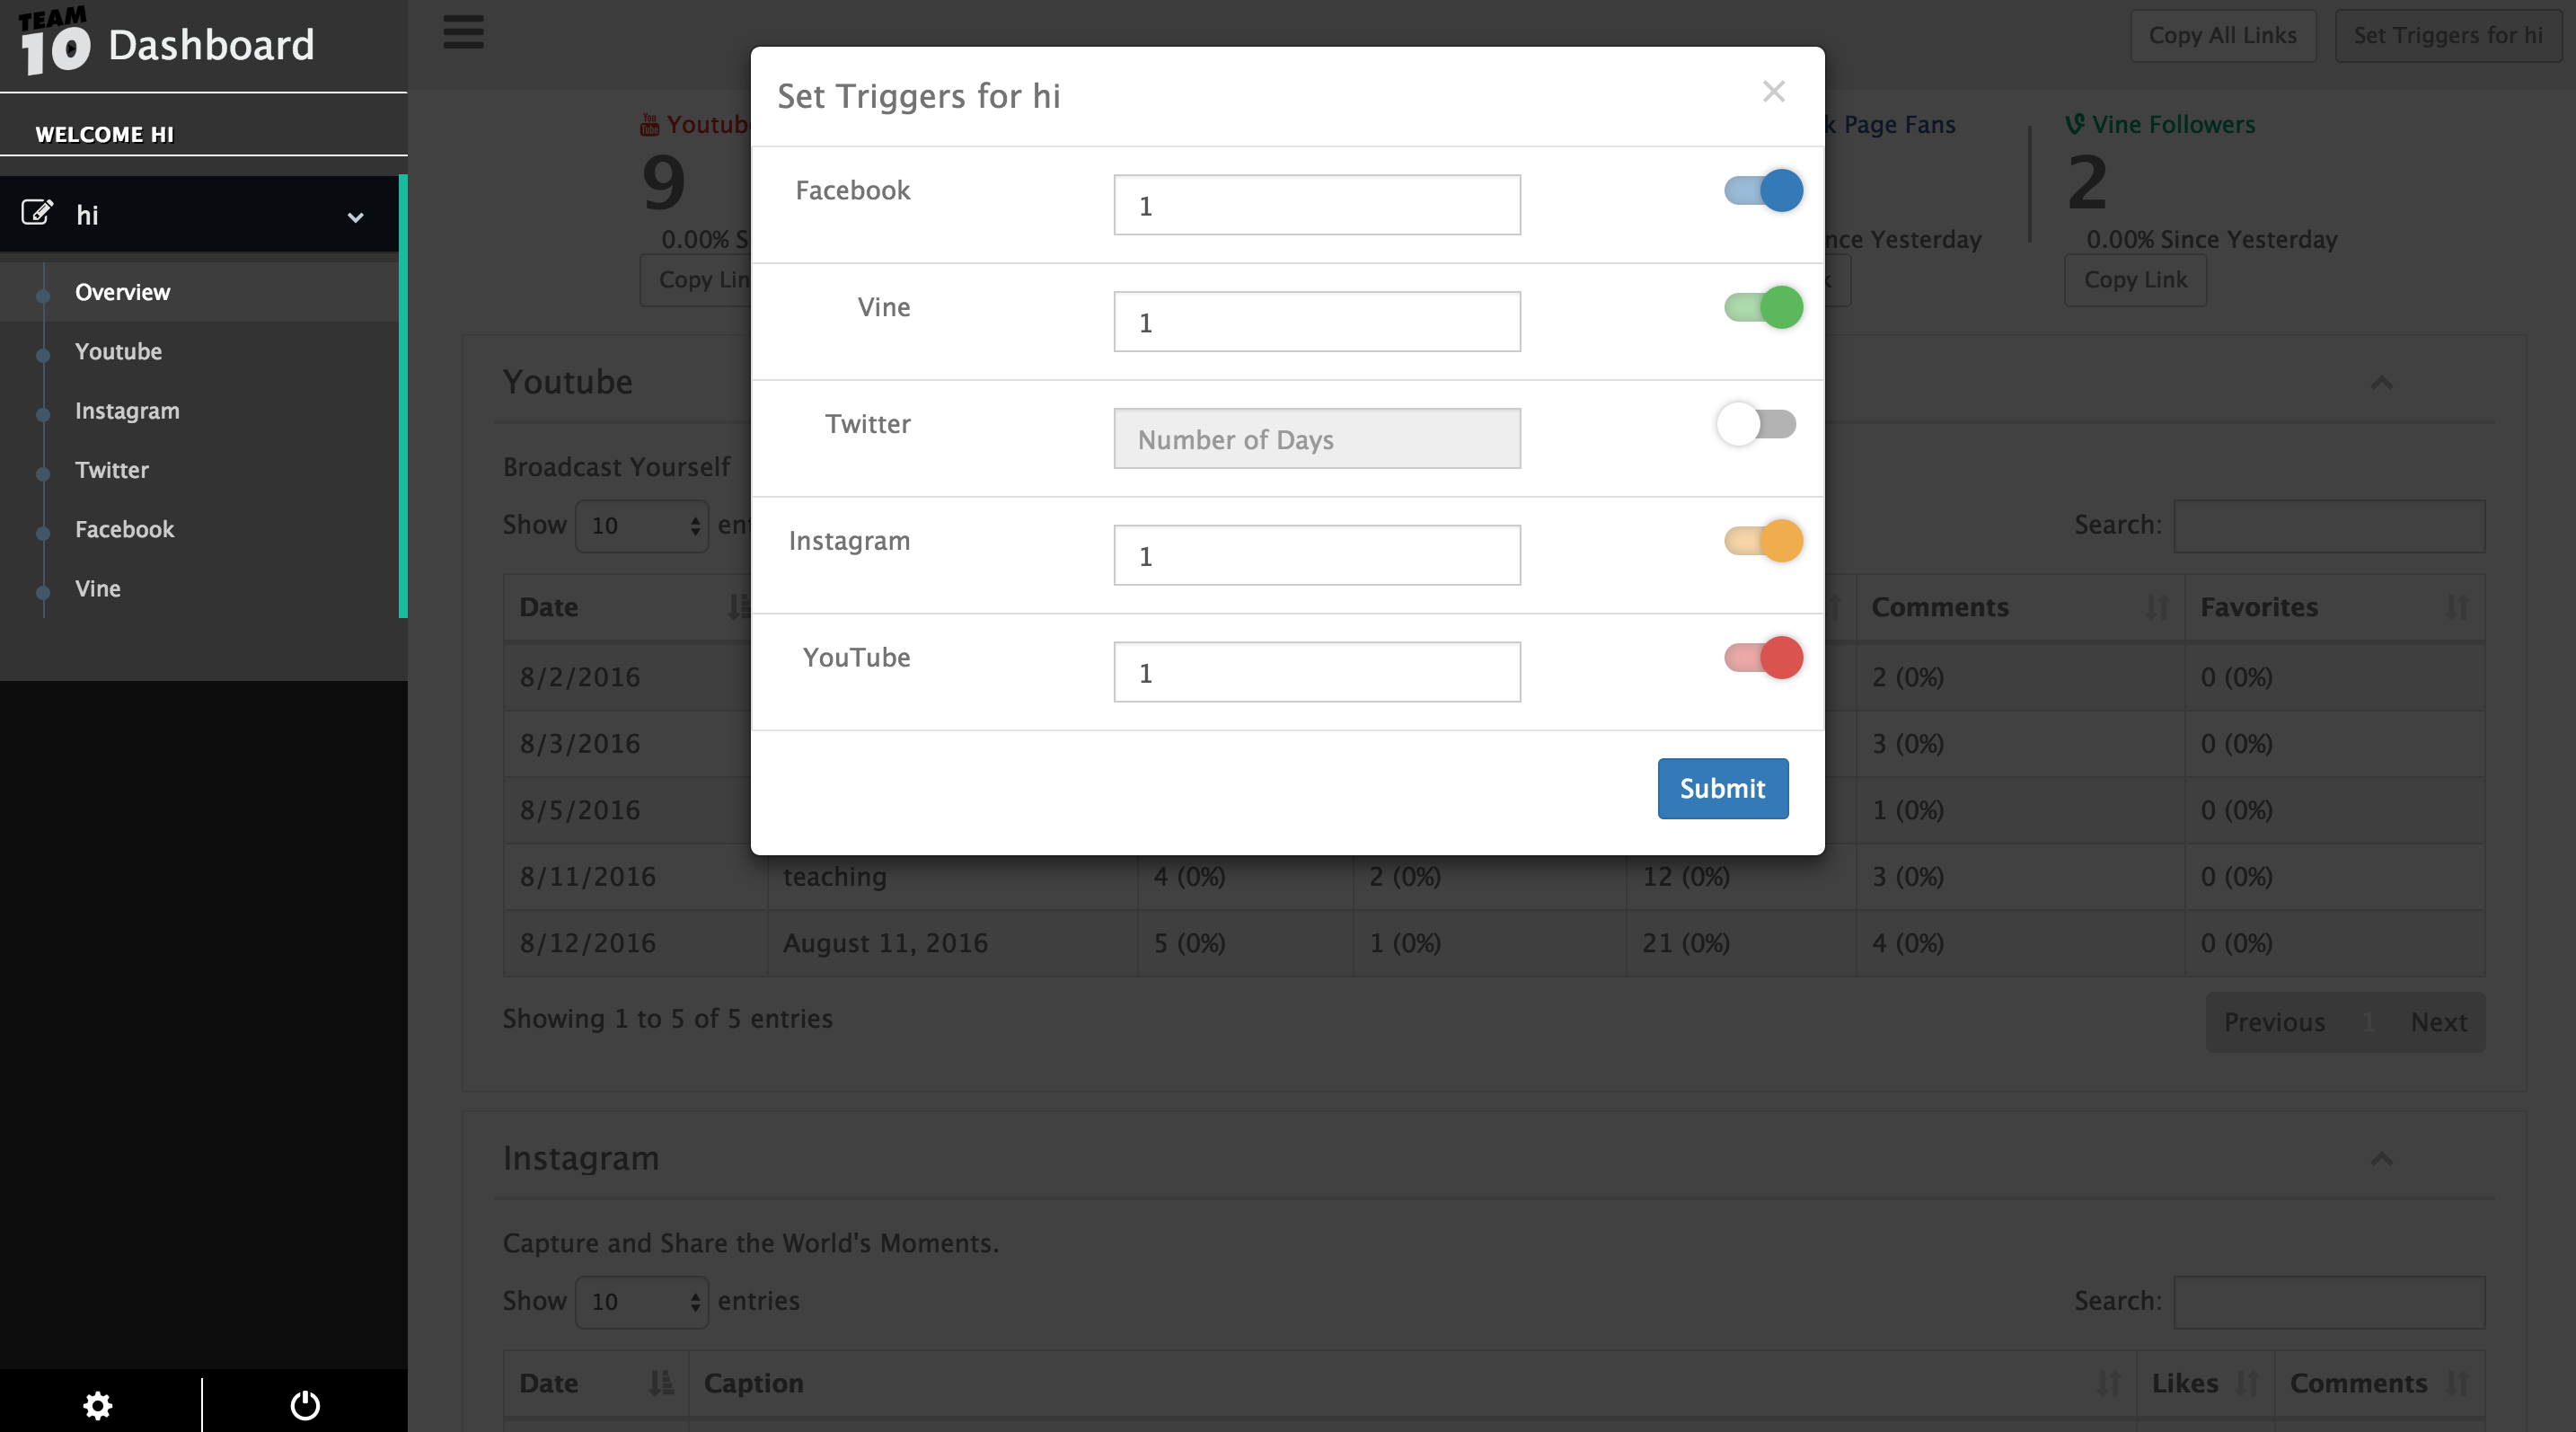 TEAM
10 Dashboard
WELCOME HI
hi
Overview
Youtube
Instagram
Twitter
Facebook
Vine
Copy All Links
Set Triggers for hi
You
Tube
9
0.00%
Copy
Page Fans
Since Yesterday
Vine Followers
2
0.00% Since Yesterday
Copy Link
Set Triggers for hi
×
Facebook 1
Vine 1
Twitter Number of Days
Instagram 1
YouTube 1
Submit
Youtube
Broadcast Yourself
Show 10
Search:
Date Comments Favorites
8/2/2016 2 (0%) 0 (0%)
8/3/2016 3 (0%) 0 (0%)
8/5/2016 1 (0%) 0 (0%)
8/11/2016 teaching 4 (0%) 2 (0%) 12 (0%) 3 (0%) 0 (0%)
8/12/2016 August 11, 2016 5 (0%) 1 (0%) 21 (0%) 4 (0%) 0 (0%)
Showing 1 to 5 of 5 entries
Previous 1 Next
Instagram
Capture and Share the World's Moments.
Show 10 entries
Search:
Date Caption Likes Comments